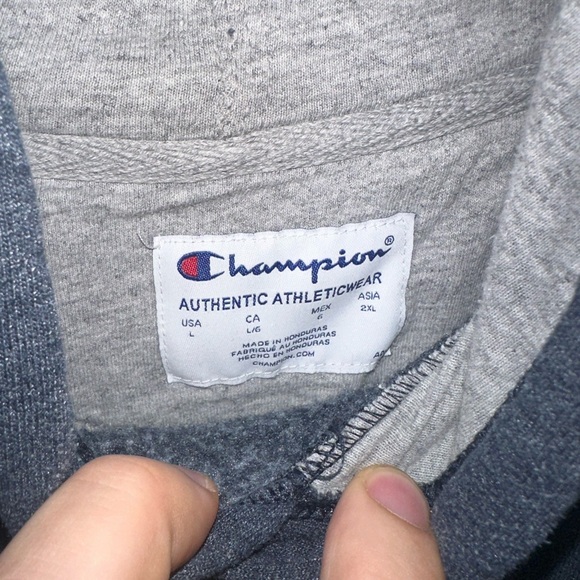 Champion®
AUTHENTIC ATHLETICWEAR
USA CA MEX ASIA
L L/G G 2XL
MADE IN HONDURAS
FABRIQUÉ AU HONDURAS
HECHO EN HONDURAS
CHAMPION.COM